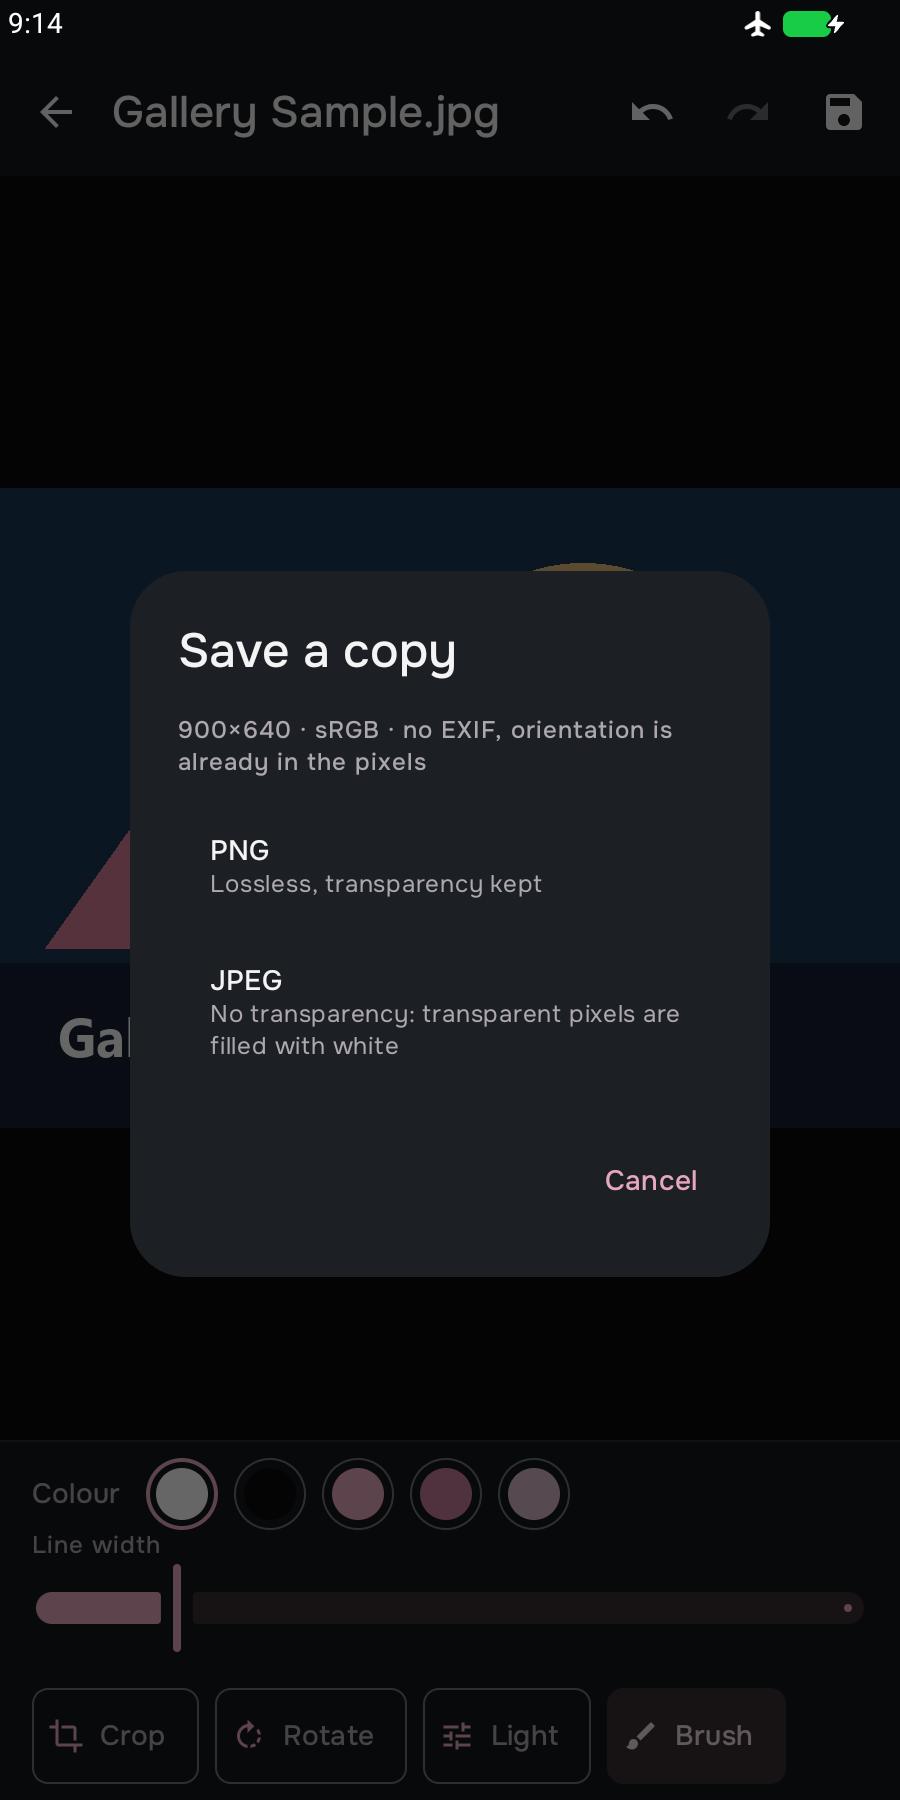 9:14
Gallery Sample.jpg
Save a copy
900×640 · sRGB · no EXIF, orientation is
already in the pixels
PNG
Lossless, transparency kept
JPEG
No transparency: transparent pixels are
filled with white
Cancel
Colour
Line width
Crop
Rotate
Light
Brush